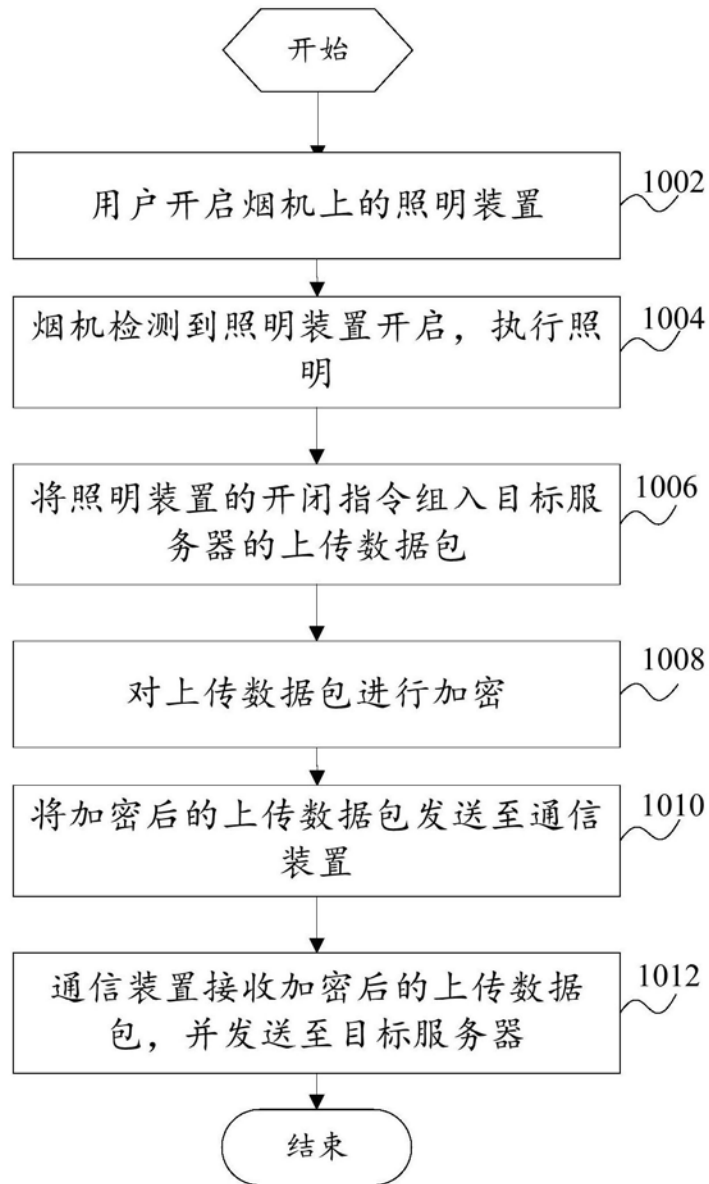 开始
用户开启烟机上的照明装置
1002
烟机检测到照明装置开启，执行照
明
1004
将照明装置的开闭指令组入目标服
务器的上传数据包
1006
对上传数据包进行加密
1008
将加密后的上传数据包发送至通信
装置
1010
通信装置接收加密后的上传数据
包，并发送至目标服务器
1012
结束